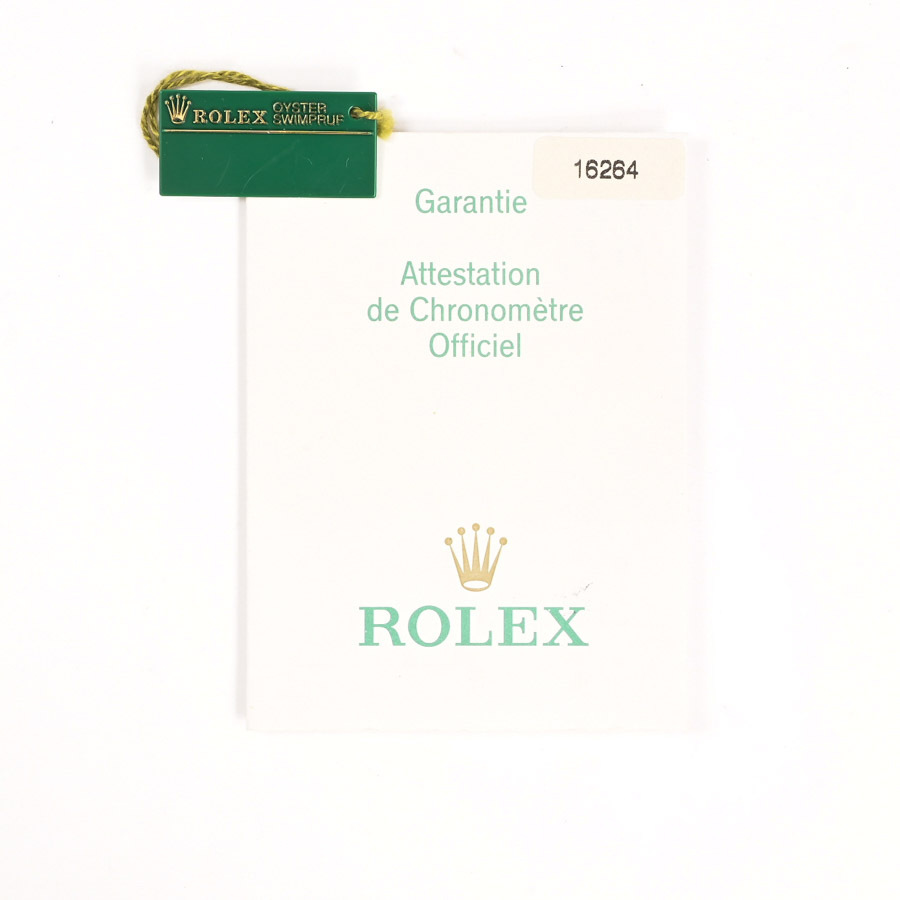 ROLEX OYSTER
SWIMPRUF
16264
Garantie
Attestation
de Chronomètre
Officiel
ROLEX